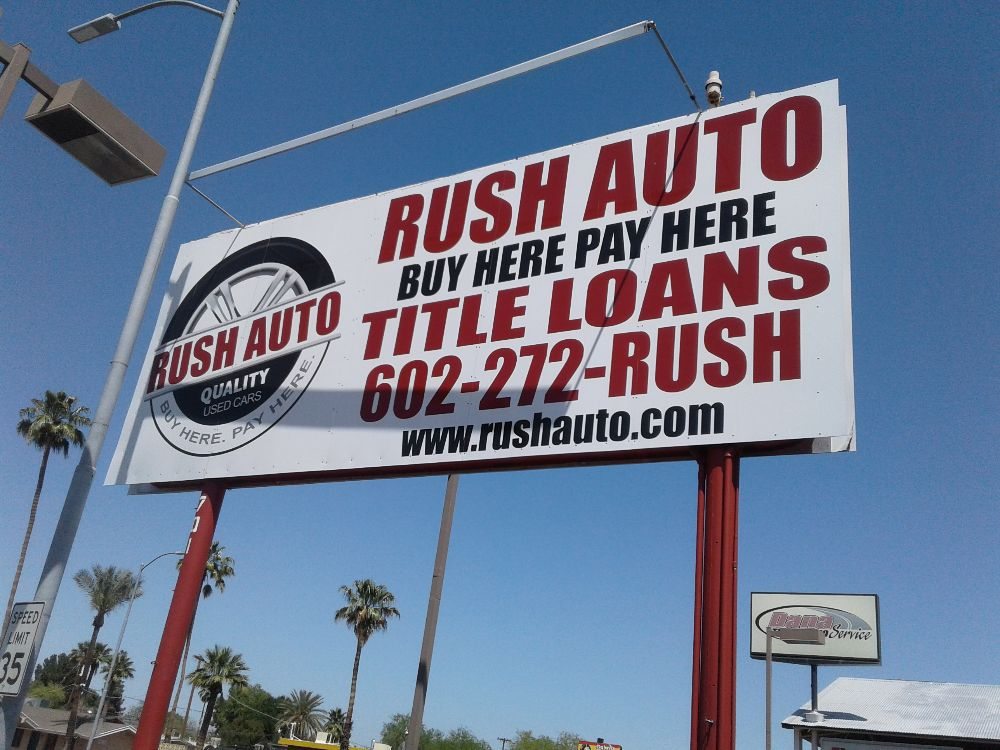 RUSH AUTO
BUY HERE PAY HERE
TITLE LOANS
602-272-RUSH
www.rushauto.com
RUSH AUTO
QUALITY
USED CARS
BUY HERE. PAY HERE.
SPEED
LIMIT
35
Dana
Service